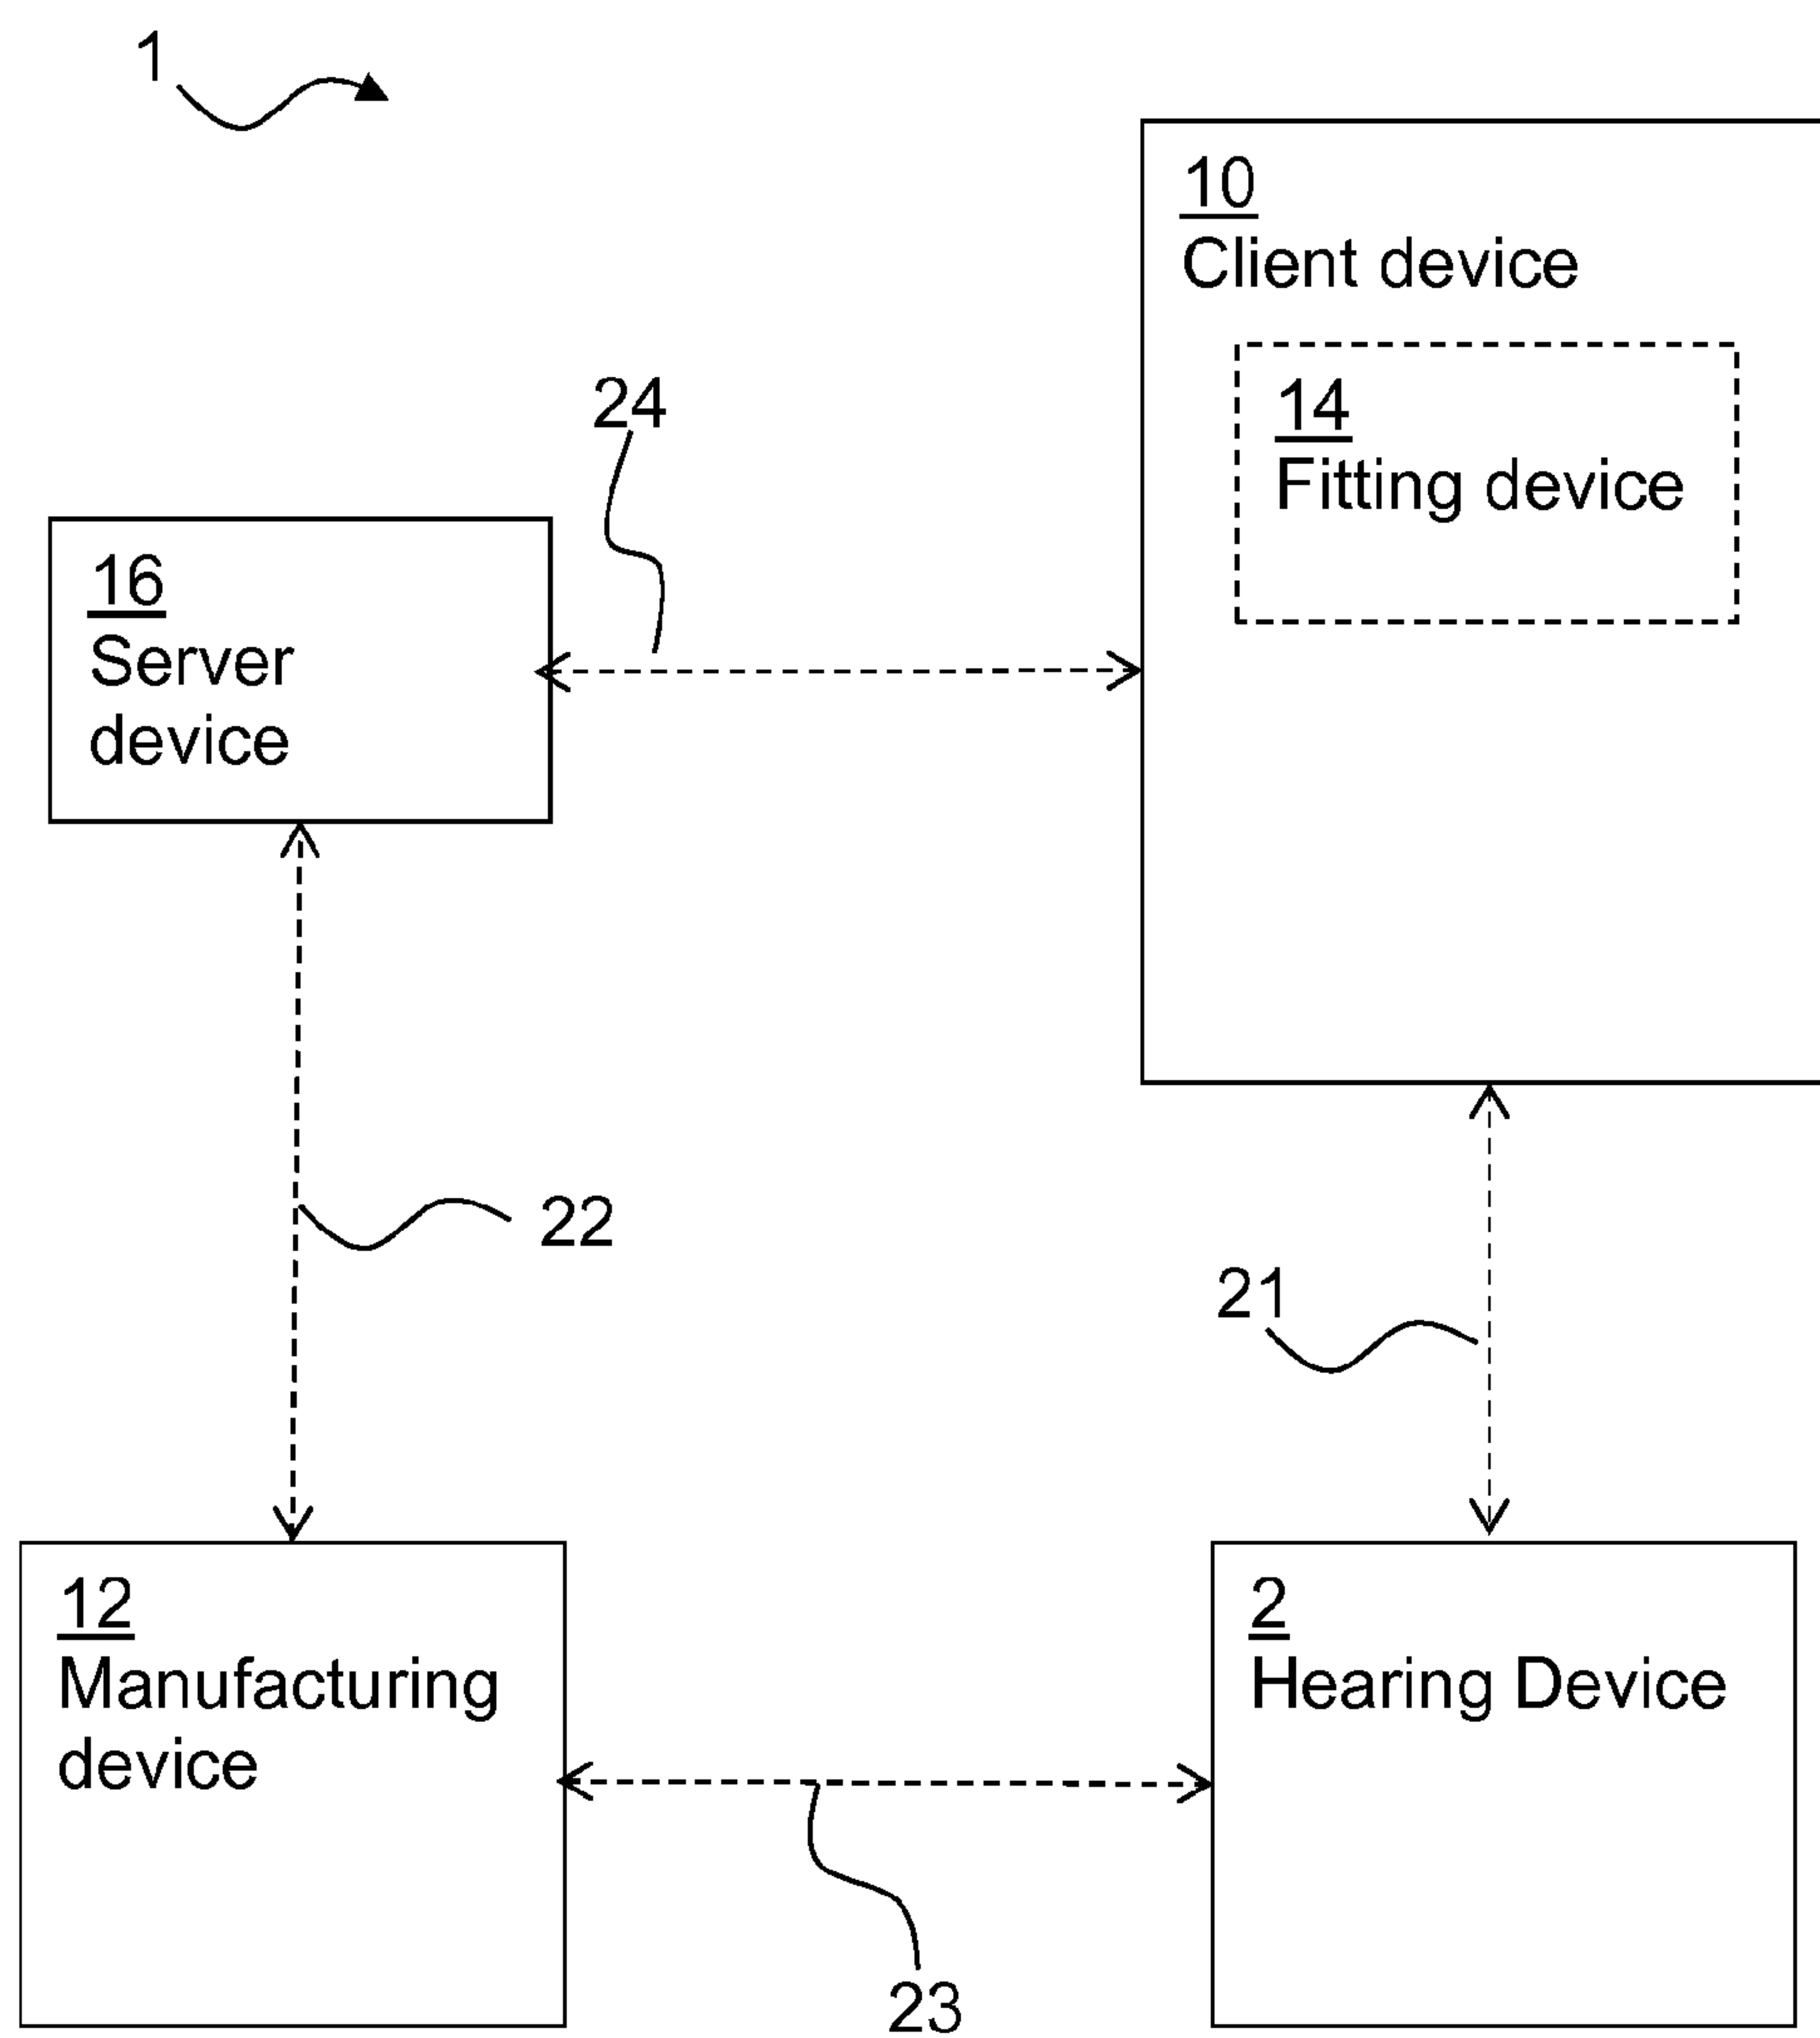 1
10
Client device
14
Fitting device
24
16
Server
device
22
21
12
Manufacturing
device
2
Hearing Device
23